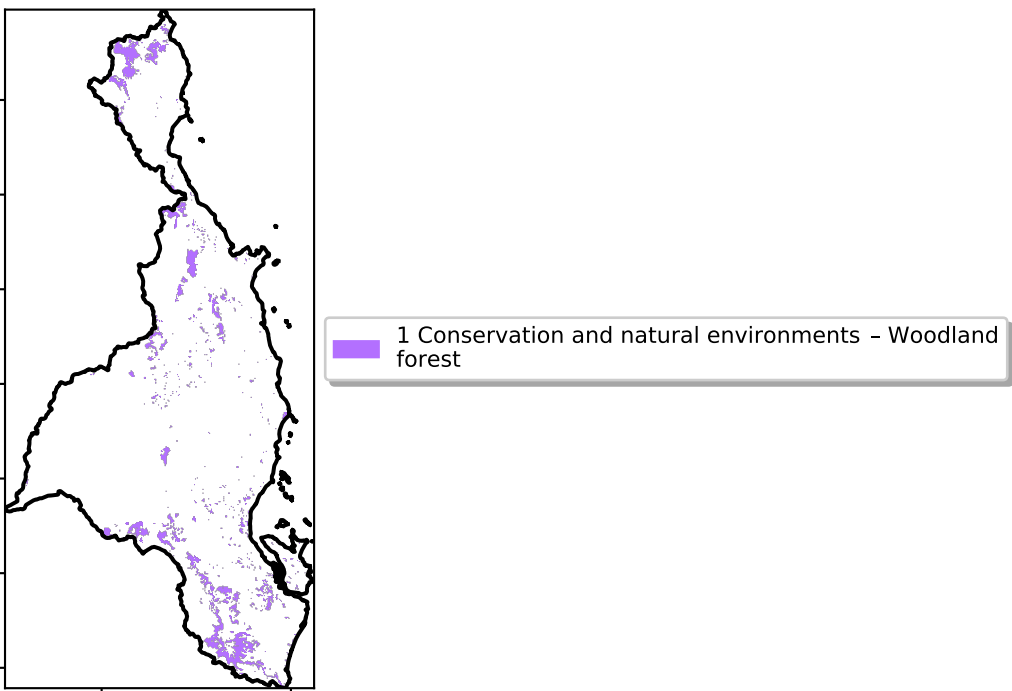 1 Conservation and natural environments – Woodland
forest